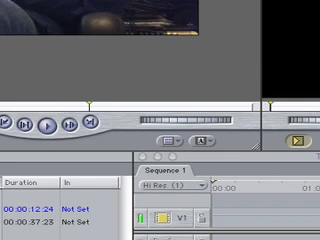 Sequence 1
Duration In
Hi Res (1)
00:00 01:0
00:00:12:24 Not Set
00:00:37:23 Not Set
V1
A